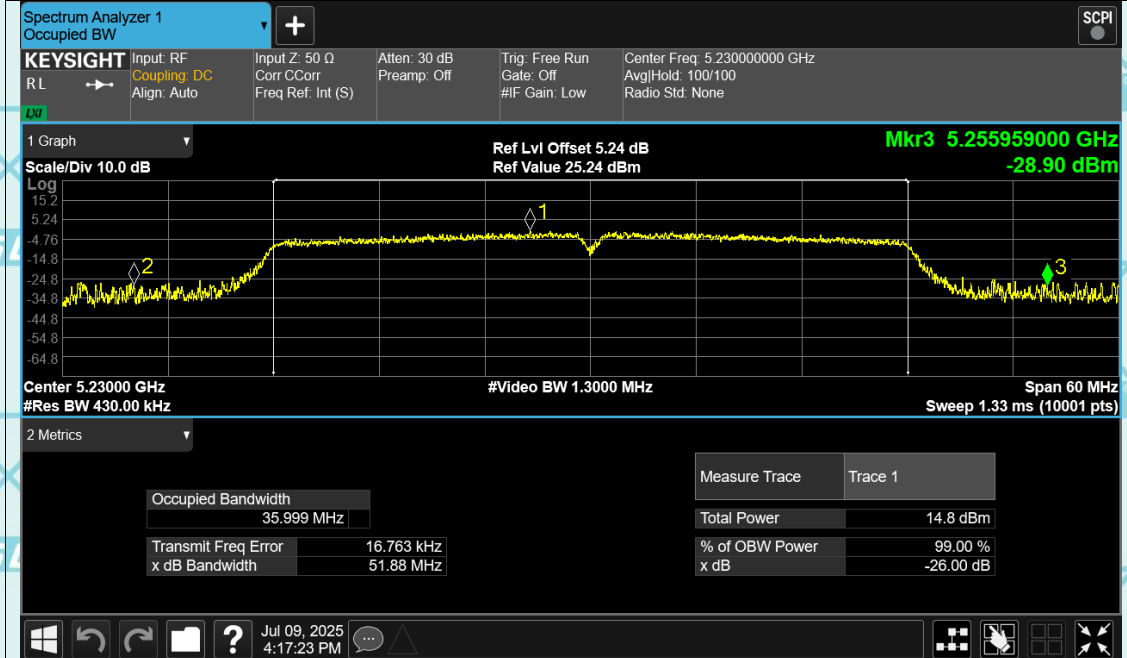 Spectrum Analyzer 1
Occupied BW
+
SCPI
KEYSIGHT
RL
LXI
Input: RF
Coupling: DC
Align: Auto
Input Z: 50 Ω
Corr CCorr
Freq Ref: Int (S)
Atten: 30 dB
Preamp: Off
Trig: Free Run
Gate: Off
#IF Gain: Low
Center Freq: 5.230000000 GHz
Avg|Hold: 100/100
Radio Std: None
1 Graph
Scale/Div 10.0 dB
Ref Lvl Offset 5.24 dB
Ref Value 25.24 dBm
Mkr3 5.255959000 GHz
-28.90 dBm
Log
15.2
5.24
-4.76
-14.8
-24.8
-34.8
-44.8
-54.8
-64.8
1
2
3
Center 5.23000 GHz
#Res BW 430.00 kHz
#Video BW 1.3000 MHz
Span 60 MHz
Sweep 1.33 ms (10001 pts)
2 Metrics
Occupied Bandwidth
35.999 MHz
Transmit Freq Error 16.763 kHz
x dB Bandwidth 51.88 MHz
Measure Trace Trace 1
Total Power 14.8 dBm
% of OBW Power 99.00 %
x dB -26.00 dB
?
Jul 09, 2025
4:17:23 PM